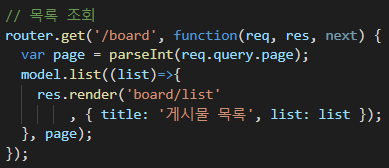 // 목록 조회
router.get('/board', function(req, res, next) {
  var page = parseInt(req.query.page);
  model.list((list)=>{
    res.render('board/list'
      , { title: '게시물 목록', list: list });
  }, page);
});